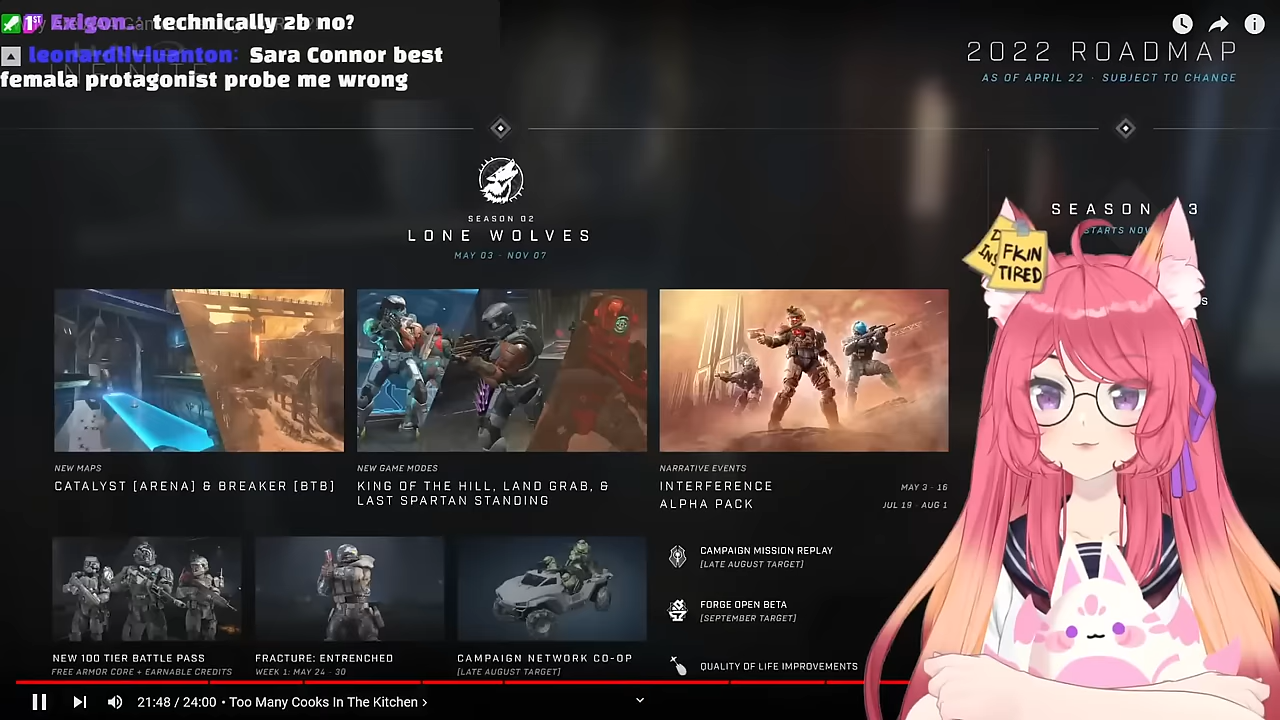 Exigon.: technically 2b no?
leonardliviuanton: Sara Connor best
femala protagonist probe me wrong
INFINITE
2022 ROADMAP
AS OF APRIL 22 · SUBJECT TO CHANGE
SEASON 02
LONE WOLVES
MAY 03 - NOV 07
SEASON 3
STARTS NOV
FKIN
TIRED
NEW MAPS
CATALYST [ARENA] & BREAKER [BTB]
NEW GAME MODES
KING OF THE HILL, LAND GRAB, &
LAST SPARTAN STANDING
NARRATIVE EVENTS
INTERFERENCE MAY 3 - 16
ALPHA PACK JUL 19 - AUG 1
NEW 100 TIER BATTLE PASS
FREE ARMOR CORE + EARNABLE CREDITS
FRACTURE: ENTRENCHED
WEEK 1: MAY 24 - 30
CAMPAIGN NETWORK CO-OP
[LATE AUGUST TARGET]
CAMPAIGN MISSION REPLAY
[LATE AUGUST TARGET]
FORGE OPEN BETA
[SEPTEMBER TARGET]
QUALITY OF LIFE IMPROVEMENTS
21:48 / 24:00 • Too Many Cooks In The Kitchen >